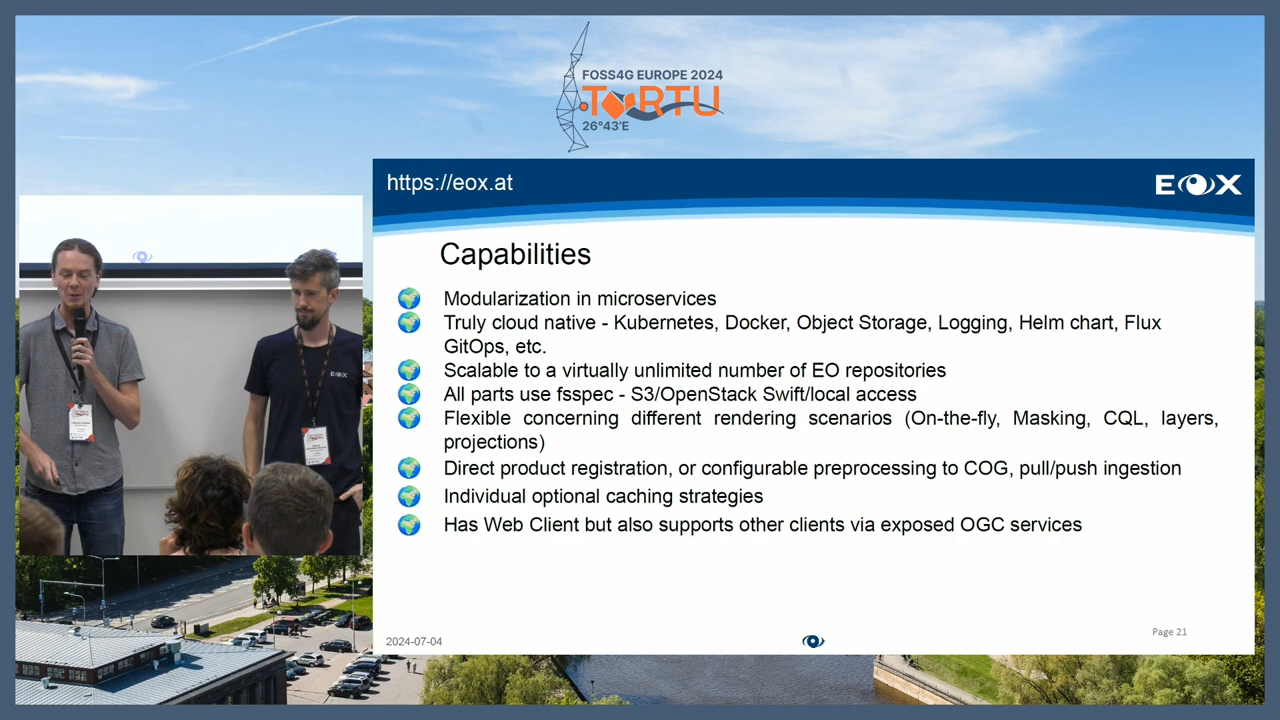 FOSS4G EUROPE 2024
TARTU
26°43'E
https://eox.at
EOX
Capabilities
Modularization in microservices
Truly cloud native - Kubernetes, Docker, Object Storage, Logging, Helm chart, Flux
GitOps, etc.
Scalable to a virtually unlimited number of EO repositories
All parts use fsspec - S3/OpenStack Swift/local access
Flexible concerning different rendering scenarios (On-the-fly, Masking, CQL, layers,
projections)
Direct product registration, or configurable preprocessing to COG, pull/push ingestion
Individual optional caching strategies
Has Web Client but also supports other clients via exposed OGC services
2024-07-04
Page 21
EOX